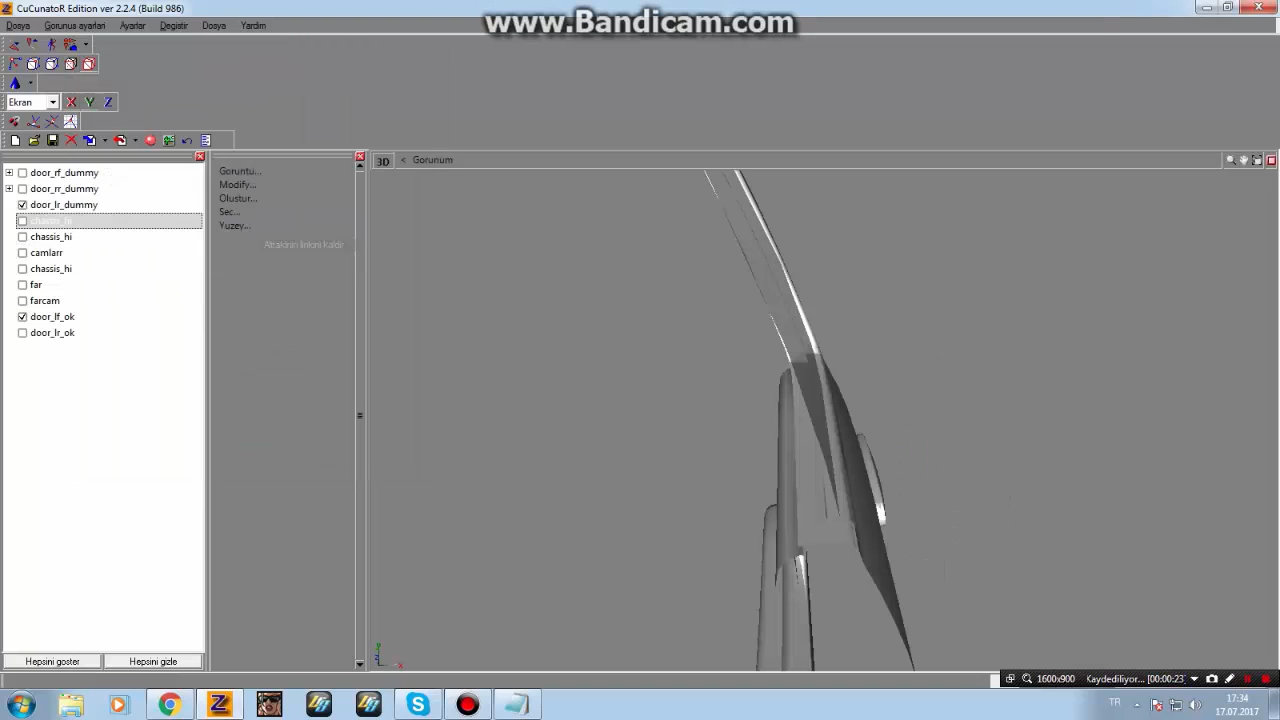 CuCunatoR Edition ver 2.2.4 (Build 986)
www.Bandicam.com
Dosya Gorunus ayarlari Ayarlar Degistir Dosya Yardim
Ekran X Y Z
3D < Gorunum
door_rf_dummy
door_rr_dummy
door_lr_dummy
chassis_hi
camlarr
chassis_hi
far
farcam
door_lf_ok
door_lr_ok
Goruntu...
Modify...
Olustur...
Sec...
Yuzey...
Hepsini goster Hepsini gizle
y
z
x
1600x900 Kaydediliyor... [00:00:23]
TR
17:34
17.07.2017